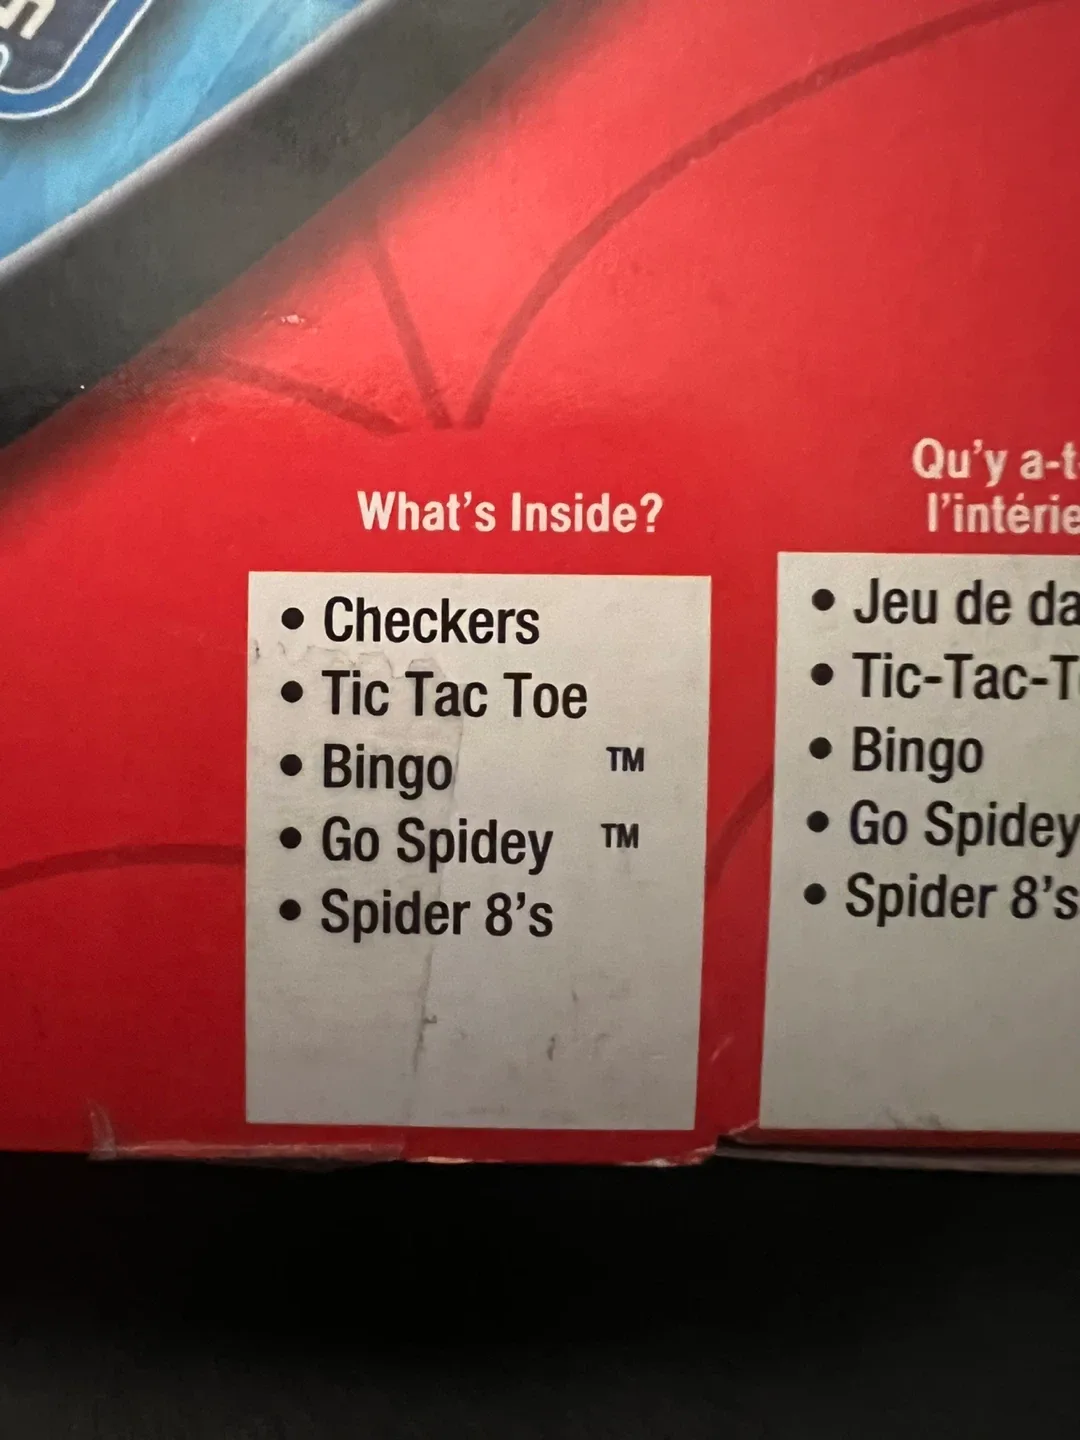 What's Inside?
• Checkers
• Tic Tac Toe
• Bingo ™
• Go Spidey ™
• Spider 8's
Qu'y a-t
l'intérie
• Jeu de da
• Tic-Tac-T
• Bingo
• Go Spidey
• Spider 8's